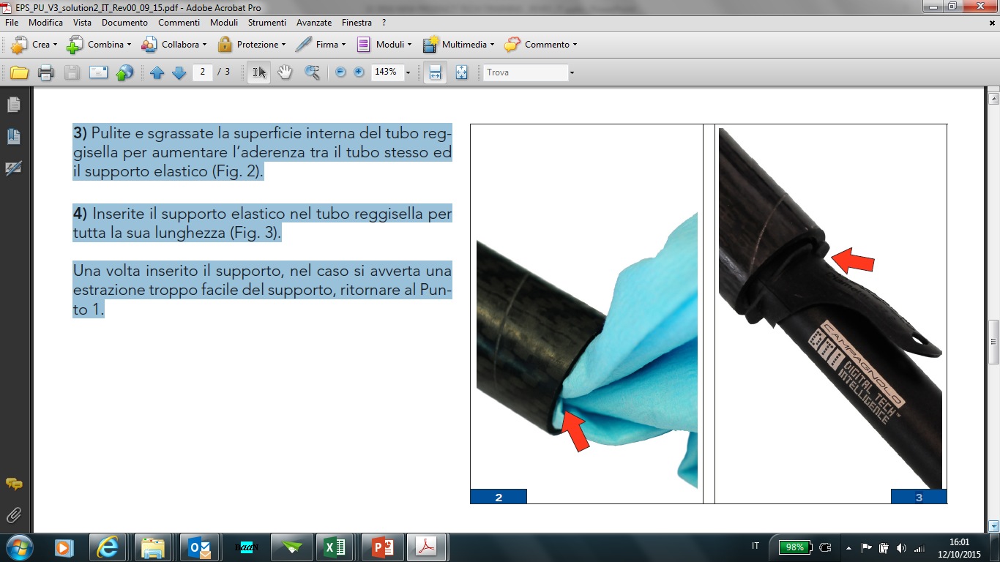 EPS_PU_V3_solution2_IT_Rev00_09_15.pdf - Adobe Acrobat Pro
File Modifica Vista Documento Commenti Moduli Strumenti Avanzate Finestra ?
Crea Combina Collabora Protezione Firma Moduli Multimedia Commento
2 / 3 143% Trova
3) Pulite e sgrassate la superficie interna del tubo reg-
gisella per aumentare l’aderenza tra il tubo stesso ed
il supporto elastico (Fig. 2).
4) Inserite il supporto elastico nel tubo reggisella per
tutta la sua lunghezza (Fig. 3).
Una volta inserito il supporto, nel caso si avverta una
estrazione troppo facile del supporto, ritornare al Pun-
to 1.
2
CAMPAGNOLO
DTI
DIGITAL TECH
INTELLIGENCE
TM
3
BaaN
IT
98%
16:01
12/10/2015